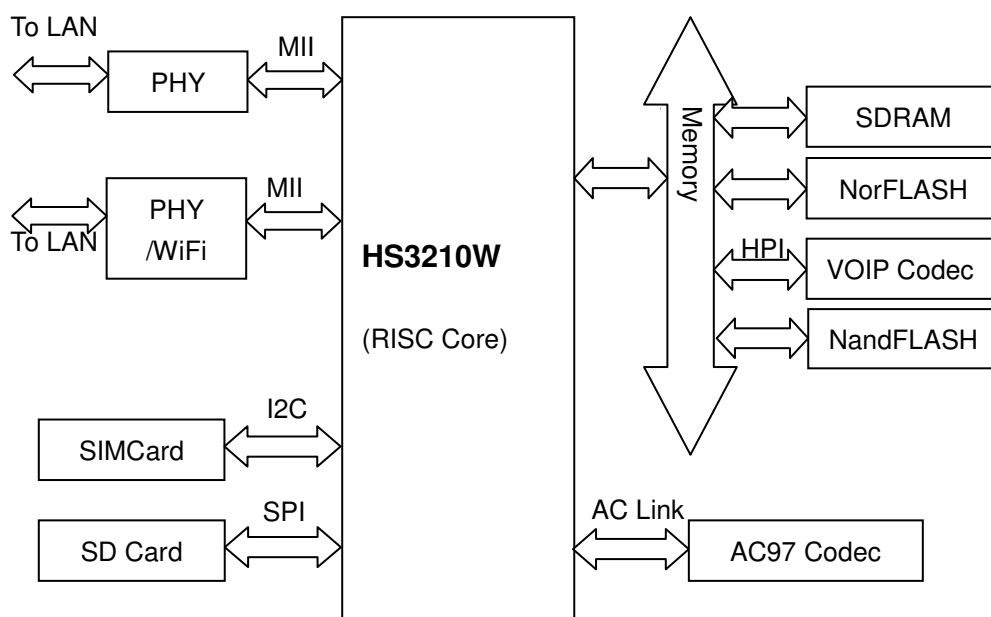 To LAN
MII
PHY
MII
PHY
/WiFi
To LAN
I2C
SIMCard
SPI
SD Card
HS3210W
(RISC Core)
Memory
SDRAM
NorFLASH
HPI
VOIP Codec
NandFLASH
AC Link
AC97 Codec